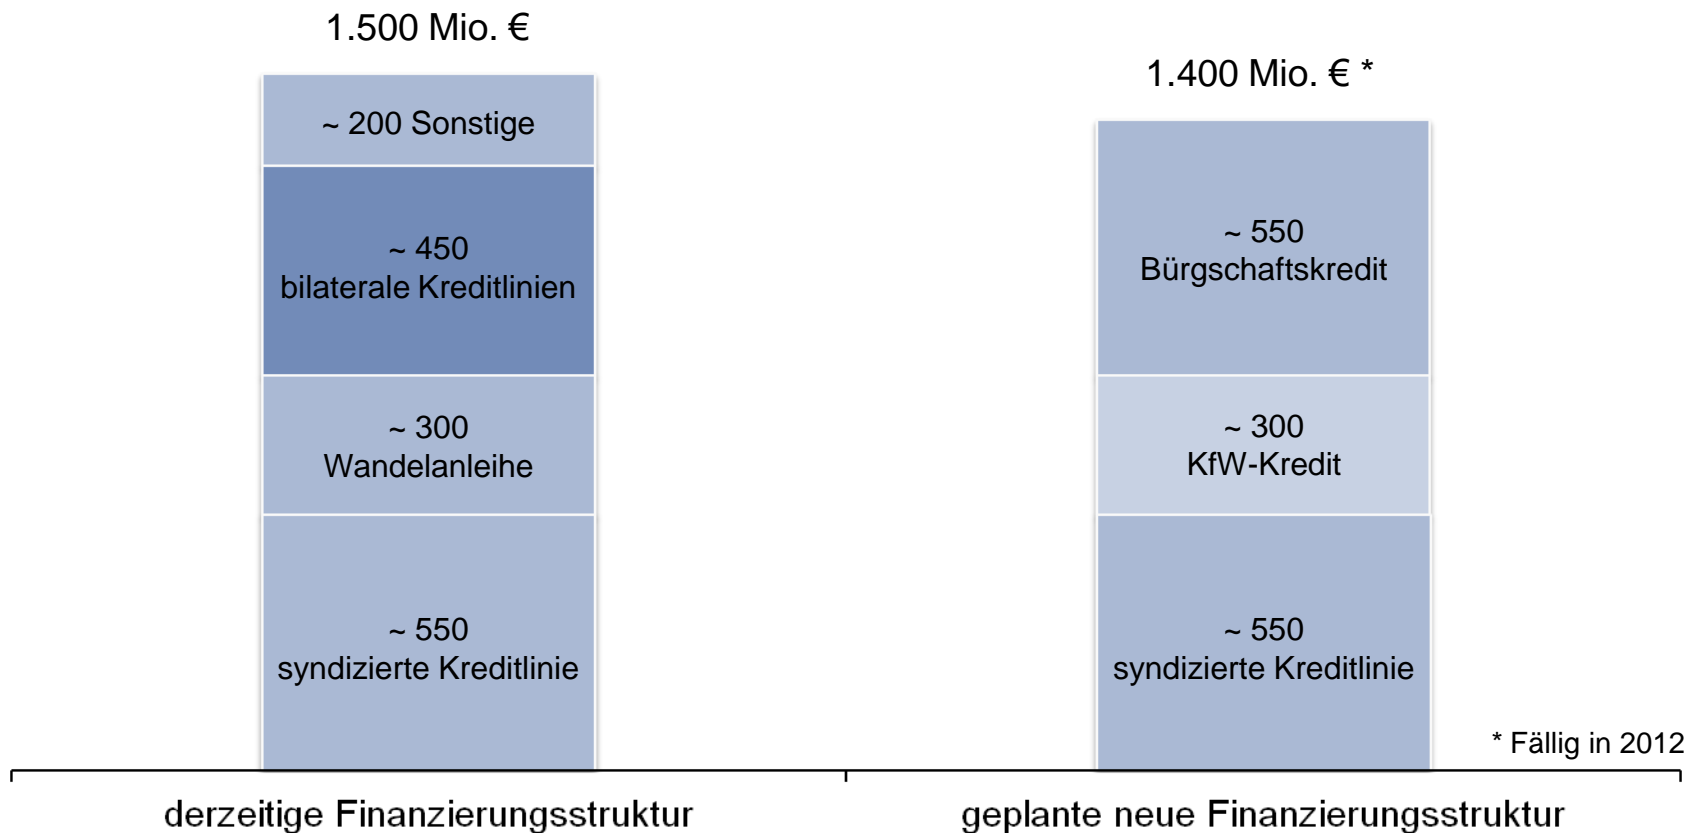 1.500 Mio. €
~ 200 Sonstige
~ 450
bilaterale Kreditlinien
~ 300
Wandelanleihe
~ 550
syndizierte Kreditlinie
derzeitige Finanzierungsstruktur
1.400 Mio. € *
~ 550
Bürgschaftskredit
~ 300
KfW-Kredit
~ 550
syndizierte Kreditlinie
* Fällig in 2012
geplante neue Finanzierungsstruktur